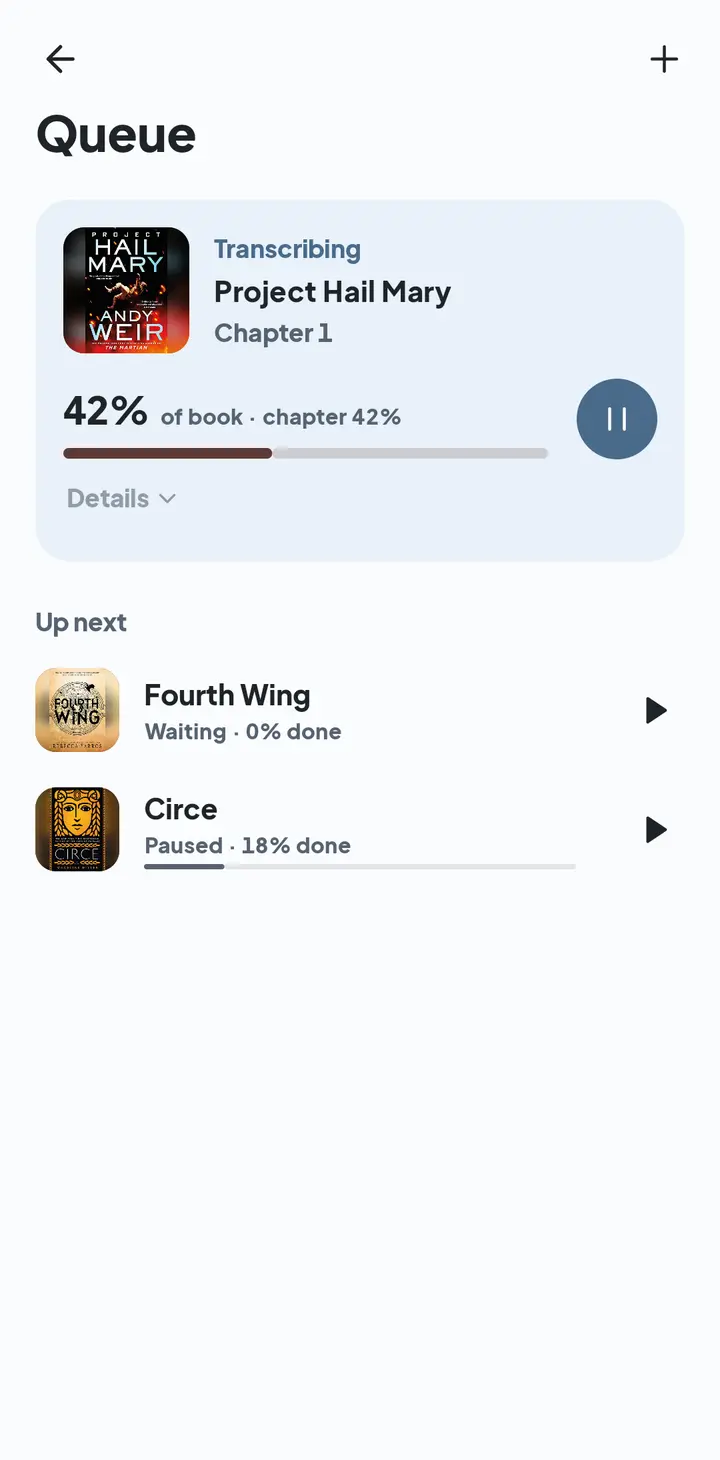 Queue
PROJECT
HAIL
MARY
ANDY
WEIR
THE MARTIAN
Transcribing
Project Hail Mary
Chapter 1
42% of book · chapter 42%
Details
Up next
FOURTH
WING
Fourth Wing
Waiting · 0% done
CIRCE
Circe
Paused · 18% done